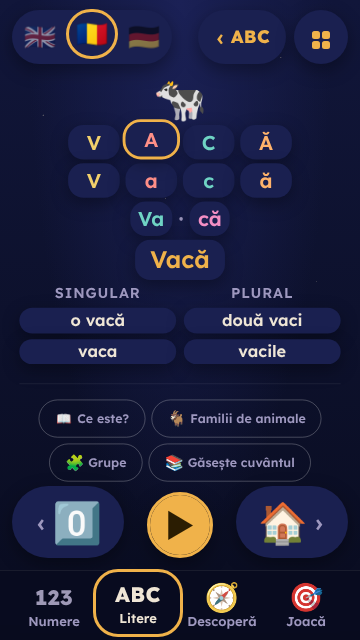 ‹ ABC
V A C Ă
V a c ă
Va · că
Vacă
SINGULAR PLURAL
o vacă două vaci
vaca vacile
Ce este? Familii de animale
Grupe Găsește cuvântul
‹ 0 ›
123 ABC
Numere Litere Descoperă Joacă